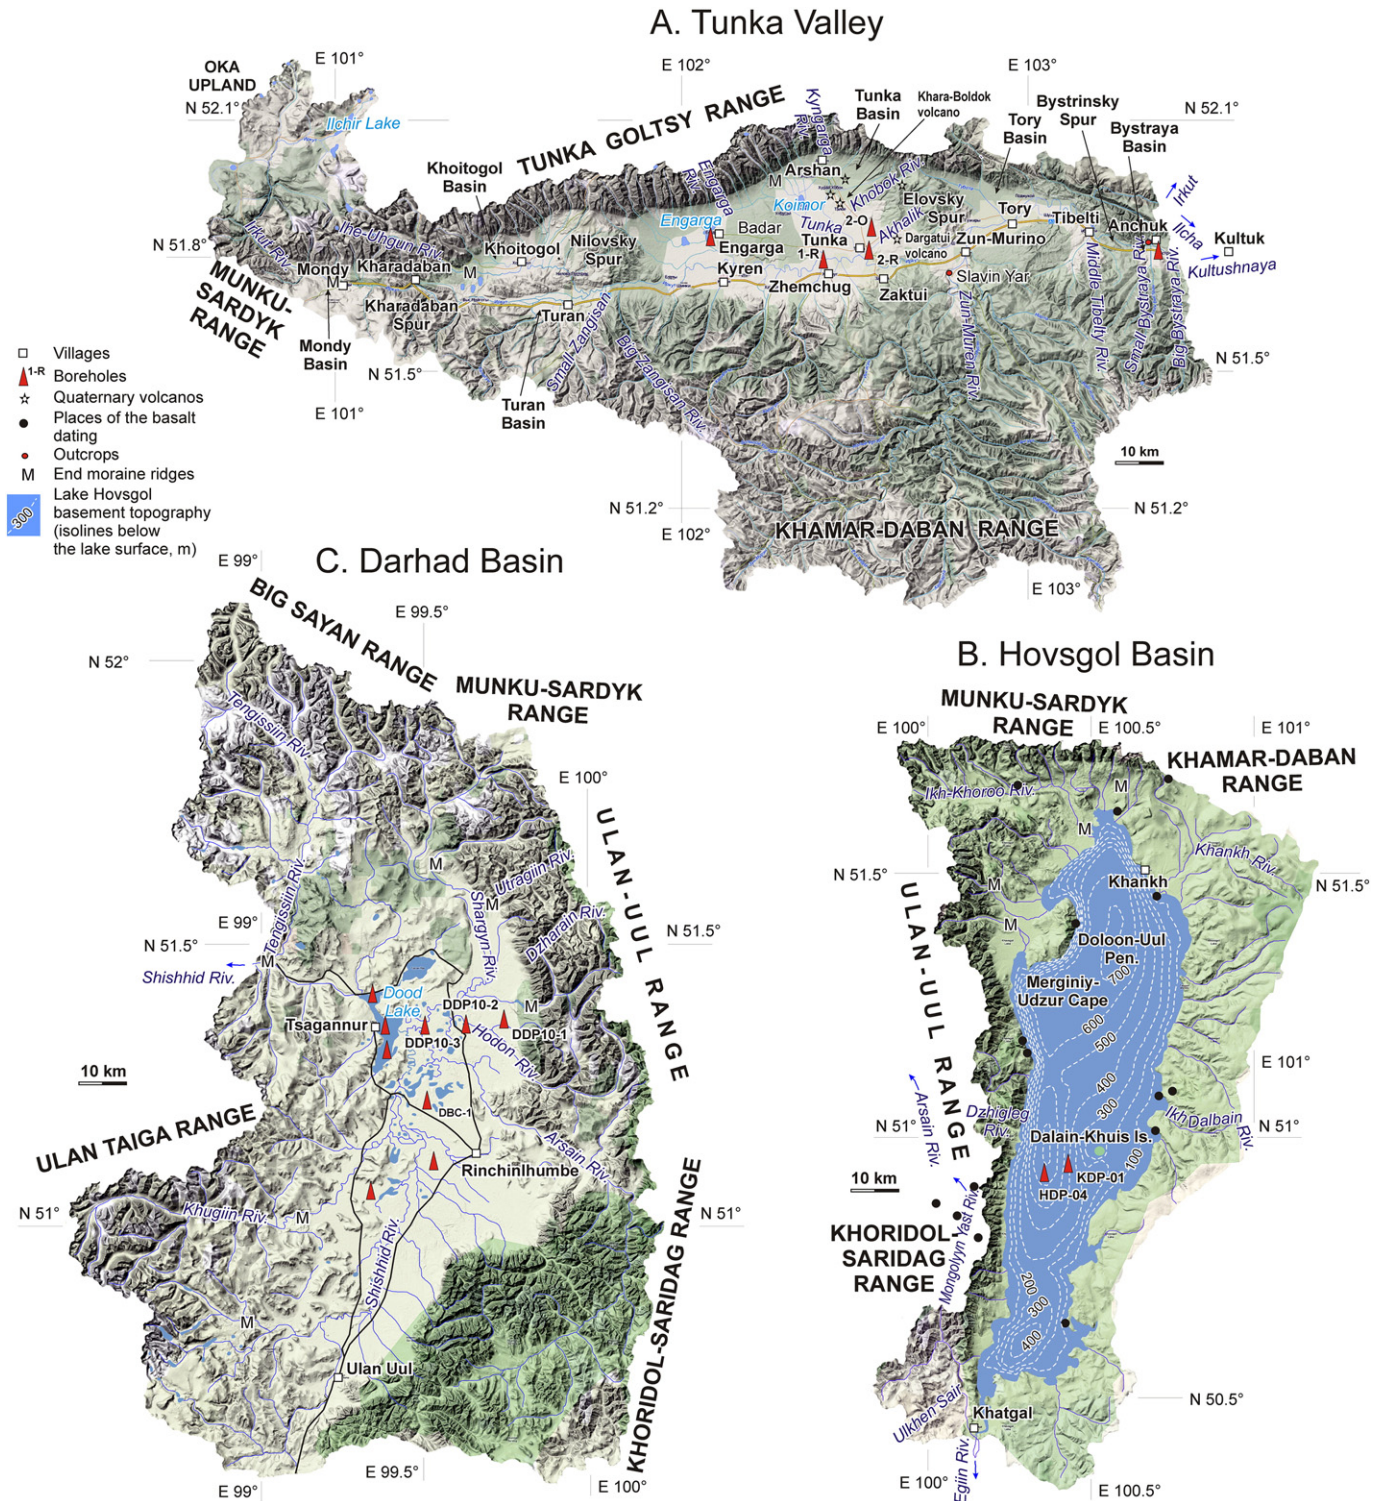 A. Tunka Valley
OKA
UPLAND
E 101°
E 102°
E 103°
N 52.1°
N 52.1°
Ilchir Lake
TUNKA GOLTSY RANGE
Kyngarga
Riv.
Tunka
Basin
Khara-Boldok
volcano
Tory
Basin
Bystrinsky
Spur
Bystraya
Basin
Khoitogol
Basin
Engarga
Riv.
M
Arshan
Khobok Riv.
Irkut
Koimor
Elovsky
Spur
Tory
Tibelti
Anchuk
Ilcha
Kultuk
Kultushnaya
N 51.8°
Irkut Riv.
Ihe-Uhgun Riv.
Engarga
Badar
Engarga
Tunka
Tunka
2-O
Akhalik
Dargatui
volcano
Zun-Murino
1-R
2-R
Khoitogol
Nilovsky
Spur
Kyren
Zhemchug
Zaktui
Slavin Yar
MUNKU-
SARDYK
RANGE
Mondy
M
Kharadaban
M
Kharadaban
Spur
Turan
Small-Zangisan
Big Zangisan Riv.
Zun-Muren Riv.
Middle Tibelty Riv.
Small Bystraya Riv.
Big Bystraya Riv.
Mondy
Basin
N 51.5°
N 51.5°
E 101°
Turan
Basin
10 km
N 51.2°
N 51.2°
E 102°
KHAMAR-DABAN RANGE
E 103°
Villages
1-R
Boreholes
Quaternary volcanos
Places of the basalt
dating
Outcrops
M
End moraine ridges
300
Lake Hovsgol
basement topography
(isolines below
the lake surface, m)
C. Darhad Basin
E 99°
BIG SAYAN RANGE
E 99.5°
N 52°
MUNKU-SARDYK
RANGE
Tengissiin Riv.
E 100°
ULAN-UUL RANGE
M
Utragiin Riv.
M
Shargyn Riv.
Dzharain Riv.
Tengissiin Riv.
E 99°
N 51.5°
N 51.5°
M
Shishhid Riv.
Dood
Lake
DDP10-2
M
Tsagannur
DDP10-3
DDP10-1
Hodon-Riv.
10 km
DBC-1
ULAN TAIGA RANGE
Arsain Riv.
Rinchinlhumbe
Khugiin Riv.
M
N 51°
N 51°
Shishhid Riv.
M
Ulan Uul
KHORIDOL-SARIDAG RANGE
E 99.5°
E 99°
E 100°
B. Hovsgol Basin
MUNKU-SARDYK
RANGE
E 100°
E 100.5°
E 101°
KHAMAR-DABAN
RANGE
Ikh-Khoroo Riv.
M
M
Khankh Riv.
N 51.5°
N 51.5°
Khankh
M
M
ULAN-UUL RANGE
Doloon-Uul
Pen.
700
Merginiy-
Udzur Cape
600
500
E 101°
400
300
Arsain Riv.
Dzhigleg
Riv.
Ikh Dalbain
Riv.
N 51°
N 51°
Dalain-Khuis Is.
100
KDP-01
HDP-04
10 km
Mongolyyn Yast Riv.
KHORIDOL-
SARIDAG
RANGE
200
300
400
N 50.5°
Ulkhen Sair
Khatgal
Egiin Riv.
E 100°
E 100.5°